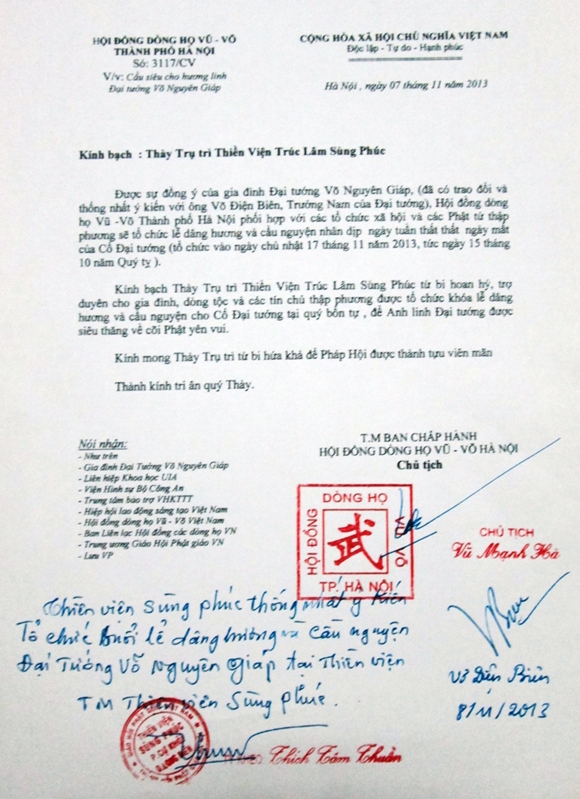 HỘI ĐỒNG DÒNG HỌ VŨ - VÕ
THÀNH PHỐ HÀ NỘI
Số: 3117/CV
V/v: Cầu siêu cho hương linh
Đại tướng Võ Nguyên Giáp
CỘNG HÒA XÃ HỘI CHỦ NGHĨA VIỆT NAM
Độc lập - Tự do - Hạnh phúc
Hà Nội , ngày 07 tháng 11 năm 2013
Kính bạch : Thầy Trụ trì Thiền Viện Trúc Lâm Sùng Phúc
Được sự đồng ý của gia đình Đại tướng Võ Nguyên Giáp, (đã có trao đổi và
thống nhất ý kiến với ông Võ Điện Biên, Trưởng Nam của Đại tướng), Hội đồng dòng
họ Vũ -Võ Thành phố Hà Nội phối hợp với các tổ chức xã hội và các Phật tử thập
phương sẽ tổ chức lễ dâng hương và cầu nguyện nhân dịp ngày tuần thất thất ngày mất
của Cố Đại tướng (tổ chức vào ngày chủ nhật 17 tháng 11 năm 2013, tức ngày 15 tháng
10 năm Quý tỵ ).
Kính bạch Thầy Trụ trì Thiền Viện Trúc Lâm Sùng Phúc từ bi hoan hỷ, trợ
duyên cho gia đình, dòng tộc và các tín chủ thập phương được tổ chức khóa lễ dâng
hương và cầu nguyện cho Cố Đại tướng tại quý bổn tự , để Anh linh Đại tướng được
siêu thăng về cõi Phật yên vui.
Kính mong Thầy Trụ trì từ bi hứa khả để Pháp Hội được thành tựu viên mãn
Thành kính tri ân quý Thầy.
Nơi nhận:
- Như trên
- Gia đình Đại Tướng Võ Nguyên Giáp
- Liên hiệp Khoa học UIA
- Viện Hình sự Bộ Công An
- Trung tâm bảo trợ VHKTTT
- Hiệp hội lao động sáng tạo Việt Nam
- Hội đồng dòng họ Vũ - Võ Việt Nam
- Ban Liên lạc Hội đồng các dòng họ VN
- Trung ương Giáo Hội Phật giáo VN
- Lưu VP
T.M BAN CHẤP HÀNH
HỘI ĐỒNG DÒNG HỌ VŨ - VÕ HÀ NỘI
Chủ tịch
DÒNG HỌ
HỘI ĐỒNG
武
VŨ VÕ
TP. HÀ NỘI
CHỦ TỊCH
Vũ Mạnh Hà
Thiền viện Sùng phúc thống nhất ý kiến
Tổ chức buổi lễ dâng hương và cầu nguyện
Đại Tướng Võ Nguyên Giáp tại Thiền viện
TM Thiền viện Sùng Phúc.
Võ Điện Biên
8/11/2013
THIỀN VIỆN
SÙNG PHÚC
Thích Tâm Thuần